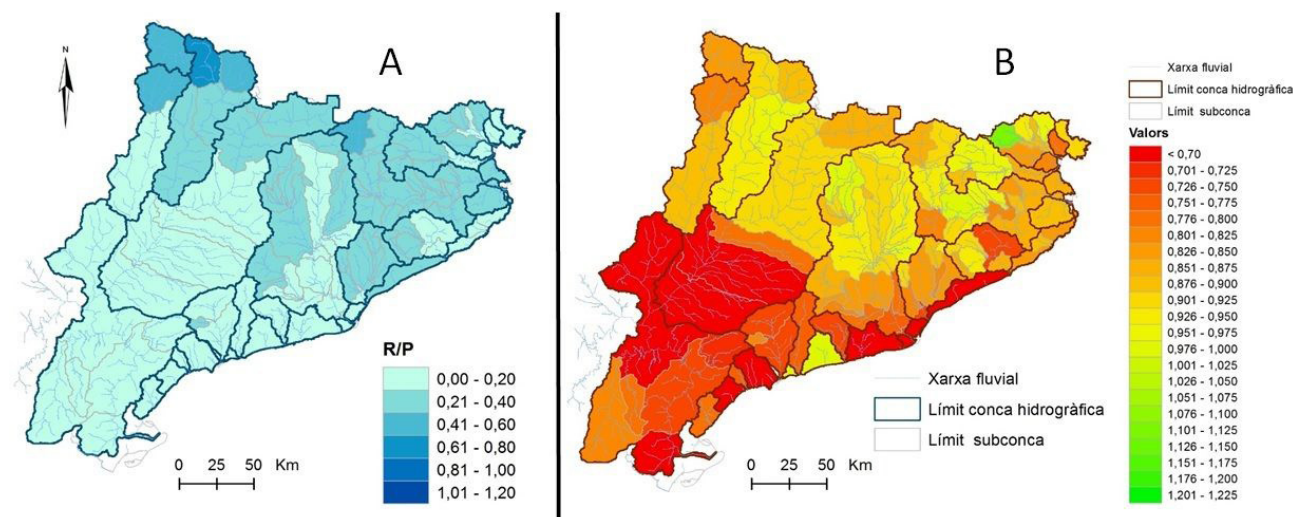 N
A
R/P
0,00 - 0,20
0,21 - 0,40
0,41 - 0,60
0,61 - 0,80
0,81 - 1,00
1,01 - 1,20
0 25 50 Km
B
Xarxa fluvial
Límit conca hidrogràfica
Límit subconca
Valors
< 0,70
0,701 - 0,725
0,726 - 0,750
0,751 - 0,775
0,776 - 0,800
0,801 - 0,825
0,826 - 0,850
0,851 - 0,875
0,876 - 0,900
0,901 - 0,925
0,926 - 0,950
0,951 - 0,975
0,976 - 1,000
1,001 - 1,025
1,026 - 1,050
1,051 - 1,075
1,076 - 1,100
1,101 - 1,125
1,126 - 1,150
1,151 - 1,175
1,176 - 1,200
1,201 - 1,225
Xarxa fluvial
Límit conca hidrogràfica
Límit subconca
0 25 50 Km